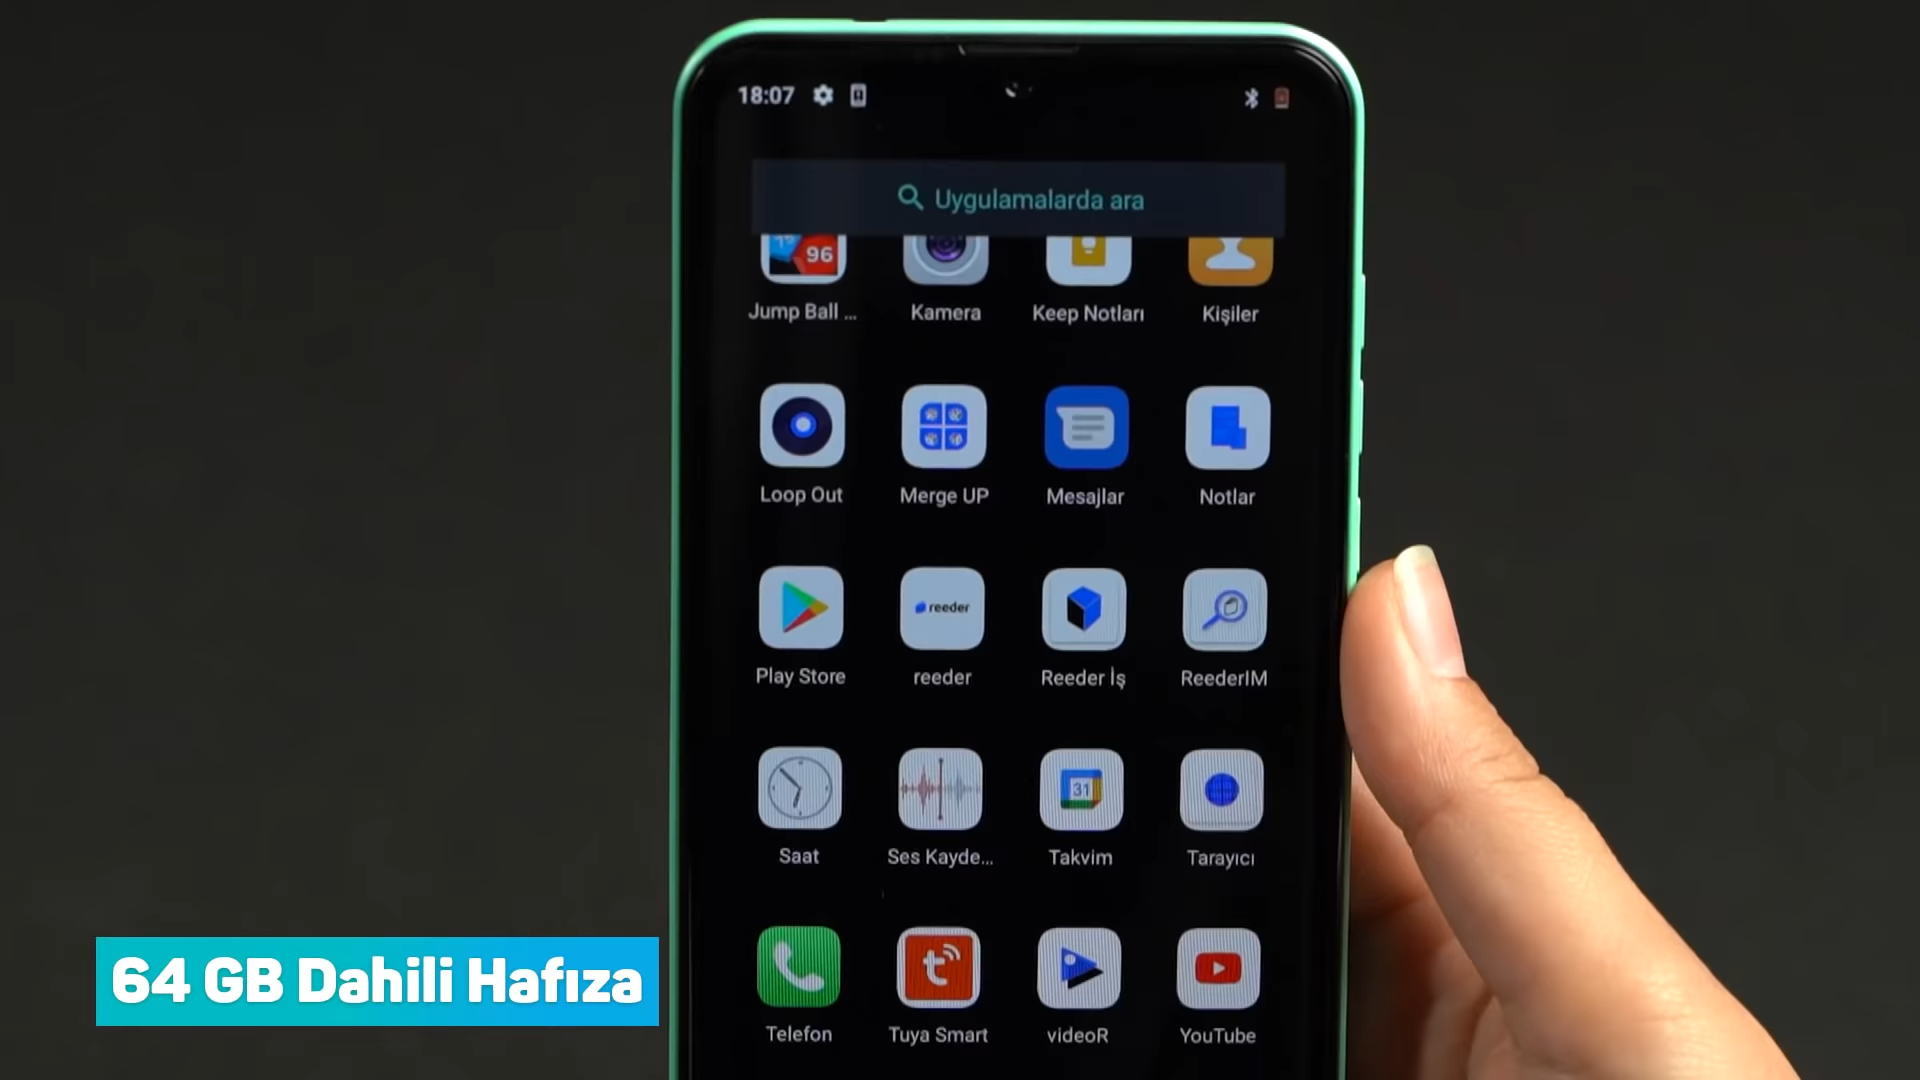 18:07
Uygulamalarda ara
96
Jump Ball ... Kamera Keep Notları Kişiler
Loop Out Merge UP Mesajlar Notlar
reeder
Play Store reeder Reeder İş ReederIM
31
Saat Ses Kayde... Takvim Tarayıcı
t
Telefon Tuya Smart videoR YouTube
64 GB Dahili Hafıza